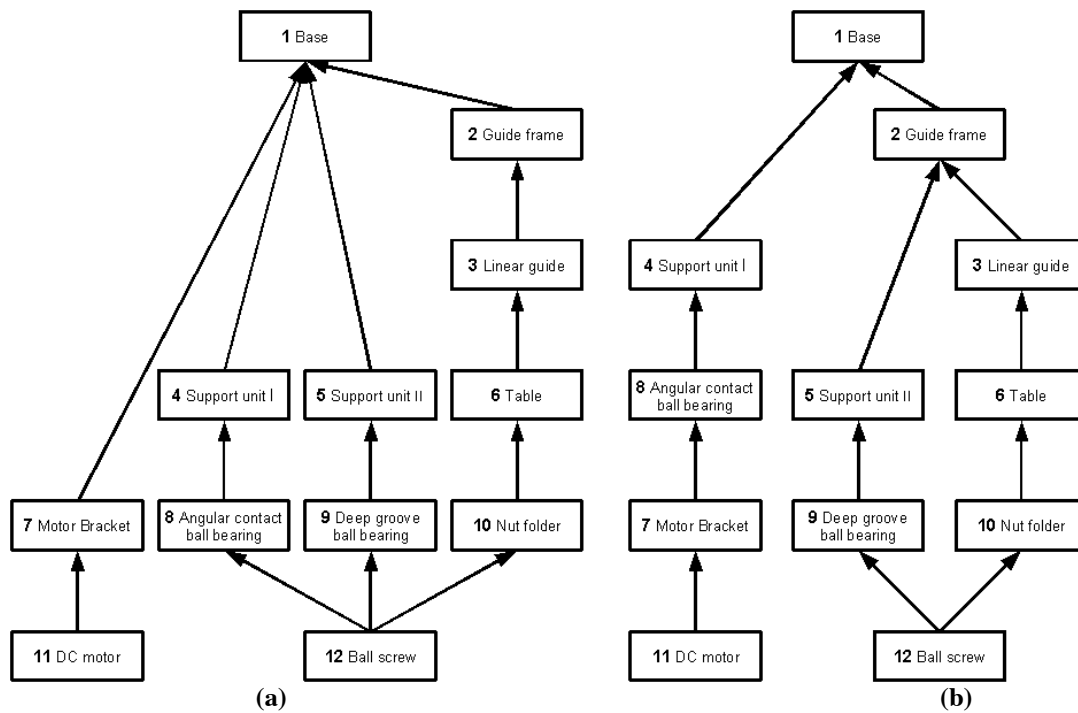 1 Base
2 Guide frame
3 Linear guide
4 Support unit I
5 Support unit II
6 Table
7 Motor Bracket
8 Angular contact
ball bearing
9 Deep groove
ball bearing
10 Nut folder
11 DC motor
12 Ball screw
(a)
1 Base
2 Guide frame
4 Support unit I
3 Linear guide
8 Angular contact
ball bearing
5 Support unit II
6 Table
7 Motor Bracket
9 Deep groove
ball bearing
10 Nut folder
11 DC motor
12 Ball screw
(b)